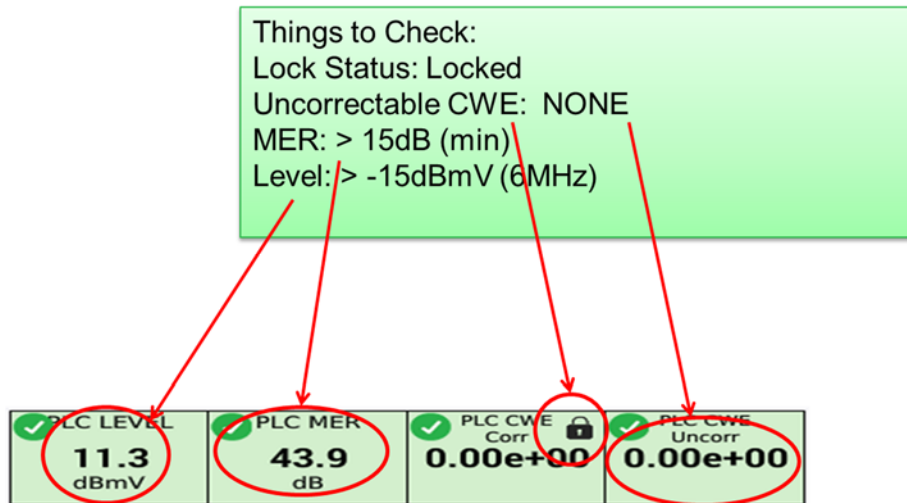 Things to Check:
Lock Status: Locked
Uncorrectable CWE: NONE
MER: > 15dB (min)
Level: > -15dBmV (6MHz)
PLC LEVEL
11.3
dBmV
PLC MER
43.9
dB
PLC CWE
Corr
0.00e+00
PLC CWE
Uncorr
0.00e+00